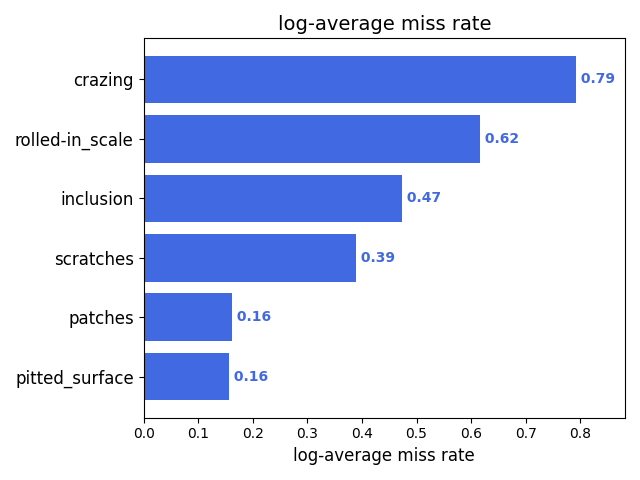 log-average miss rate
crazing 0.79
rolled-in_scale 0.62
inclusion 0.47
scratches 0.39
patches 0.16
pitted_surface 0.16
0.0 0.1 0.2 0.3 0.4 0.5 0.6 0.7 0.8
log-average miss rate